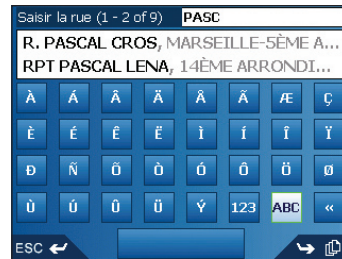 Saisir la rue (1 - 2 of 9) PASC
R. PASCAL CROS, MARSEILLE-5ÈME A...
RPT PASCAL LENA, 14ÈME ARRONDI...
À Á Â Ä Å Ã Æ Ç
È É Ê Ë Ì Í Î Ï
Ð Ñ Õ Ò Ó Ô Ö Ø
Ù Ú Û Ü Ý 123 ABC «
ESC